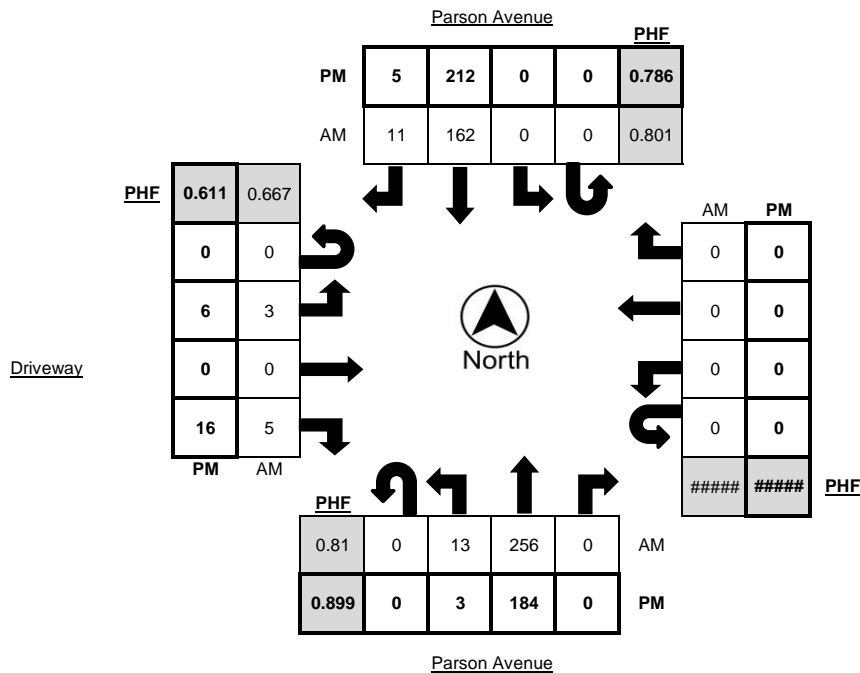 Parson Avenue
PHF
PM 5 212 0 0 0.786
AM 11 162 0 0 0.801
PHF 0.611 0.667
AM PM
0 0
0 0
6 3
0 0
North
Driveway
0 0
0 0
16 5
0 0
PM AM
##### ##### PHF
PHF
0.81 0 13 256 0 AM
0.899 0 3 184 0 PM
Parson Avenue